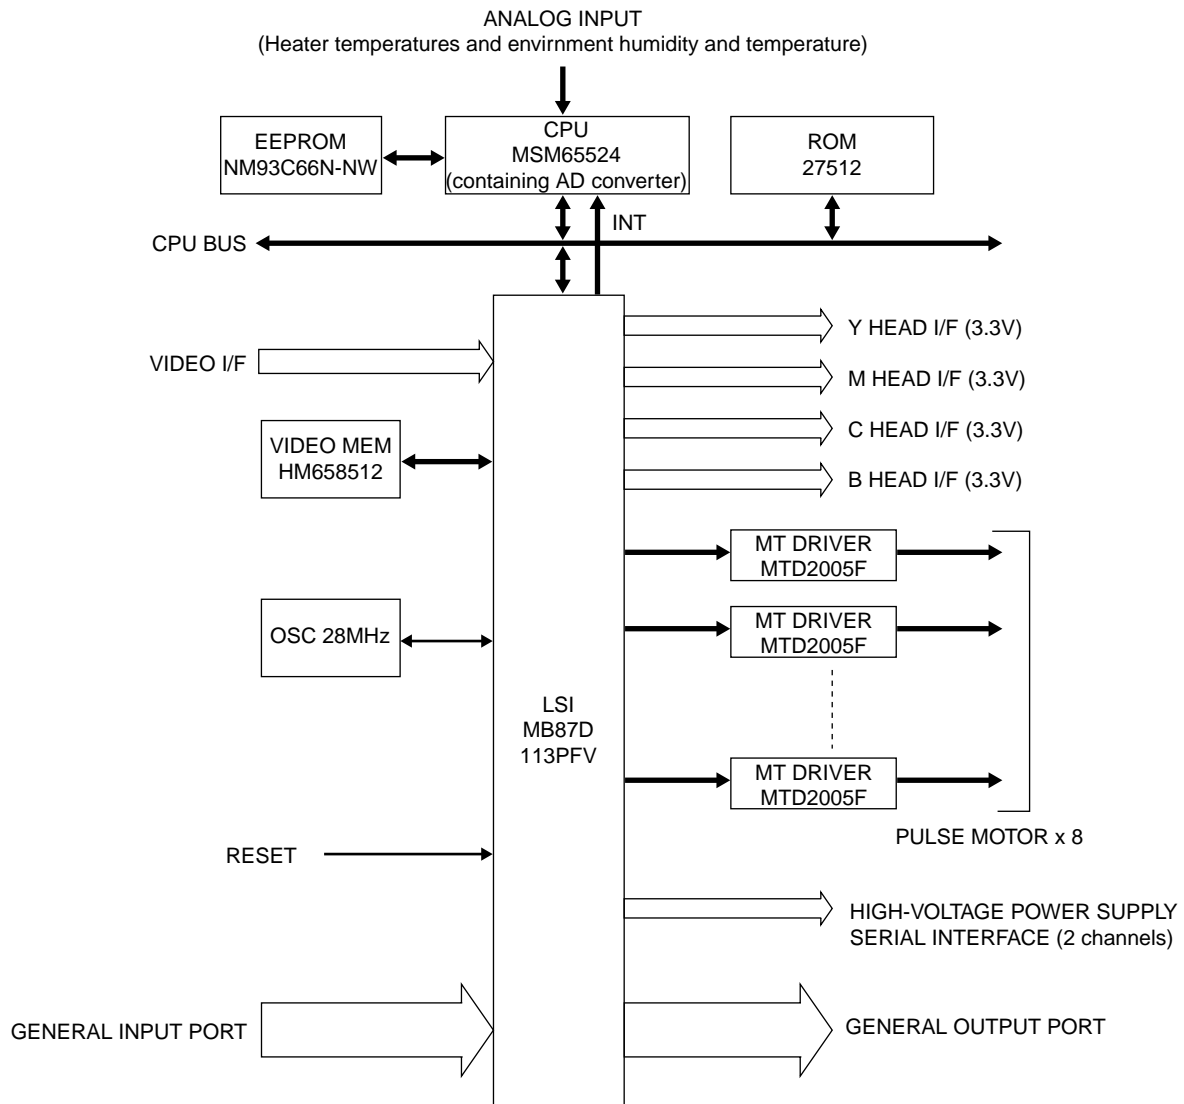 ANALOG INPUT
(Heater temperatures and envirnment humidity and temperature)
EEPROM
NM93C66N-NW
CPU
MSM65524
(containing AD converter)
ROM
27512
INT
CPU BUS
VIDEO I/F
Y HEAD I/F (3.3V)
M HEAD I/F (3.3V)
C HEAD I/F (3.3V)
B HEAD I/F (3.3V)
VIDEO MEM
HM658512
MT DRIVER
MTD2005F
OSC 28MHz
MT DRIVER
MTD2005F
LSI
MB87D
113PFV
MT DRIVER
MTD2005F
PULSE MOTOR x 8
RESET
HIGH-VOLTAGE POWER SUPPLY
SERIAL INTERFACE (2 channels)
GENERAL INPUT PORT
GENERAL OUTPUT PORT